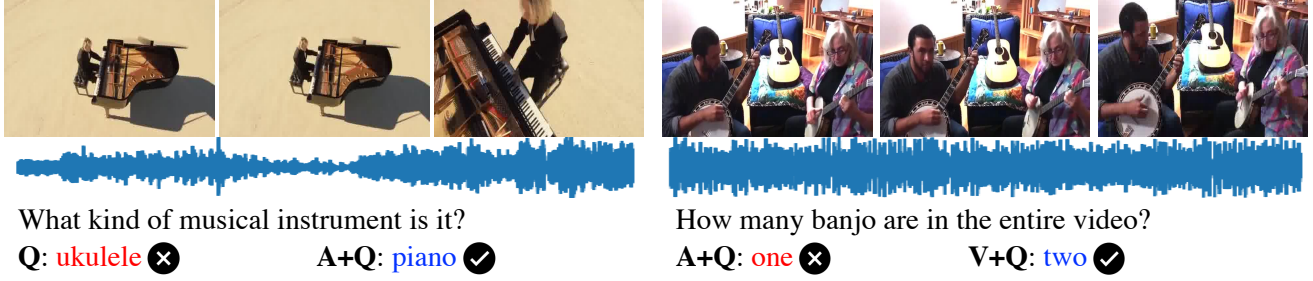 What kind of musical instrument is it?
Q: ukulele
A+Q: piano
How many banjo are in the entire video?
A+Q: one
V+Q: two